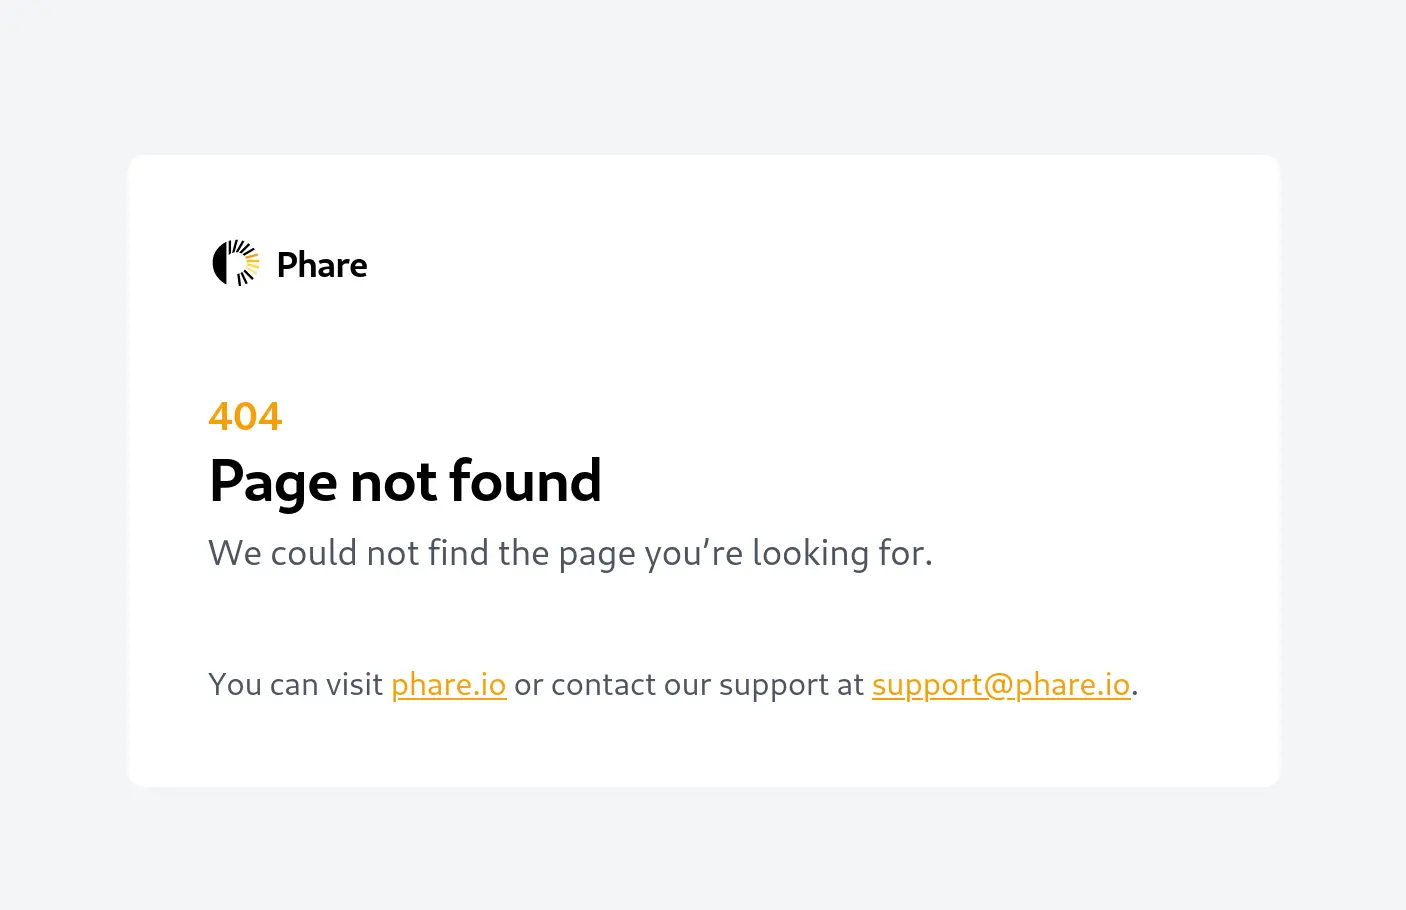 Phare
404
Page not found
We could not find the page you’re looking for.
You can visit phare.io or contact our support at support@phare.io.